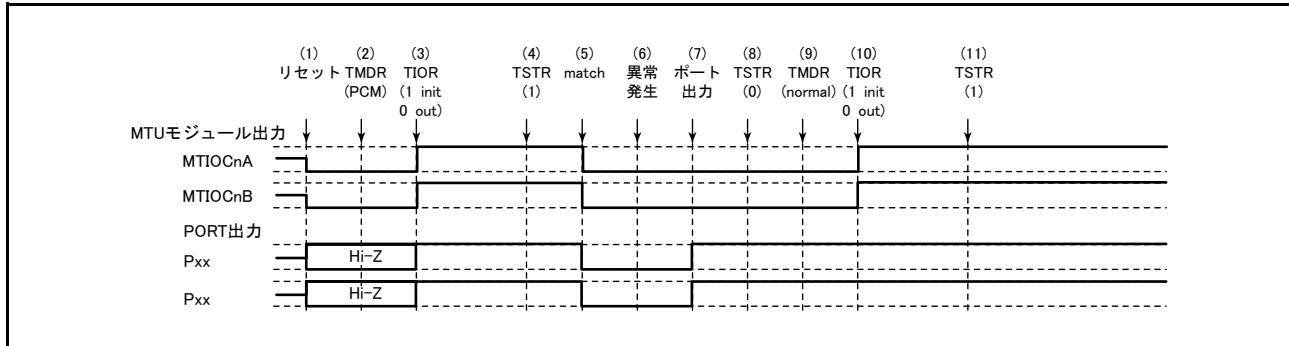 (1) (2) (3) (4) (5) (6) (7) (8) (9) (10) (11)
リセット TMDR TIOR TSTR match 異常 ポート TSTR TMDR TIOR TSTR
(PCM) (1 init (1) 発生 出力 (0) (normal) (1 init (1)
0 out) 0 out)
MTUモジュール出力
MTIOCnA
MTIOCnB
PORT出力
Pxx Hi-Z
Pxx Hi-Z